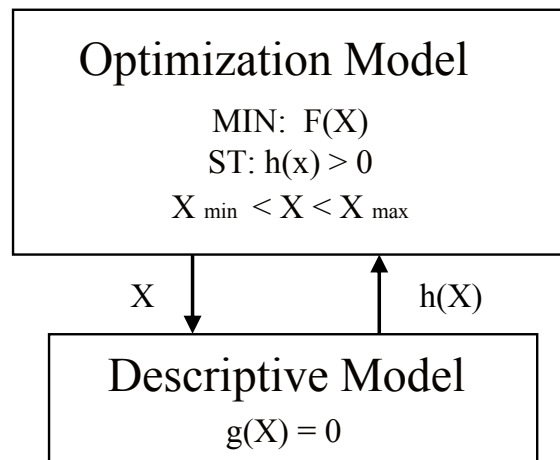 Optimization Model
MIN: F(X)
ST: h(x) > 0
X min < X < X max
X
h(X)
Descriptive Model
g(X) = 0